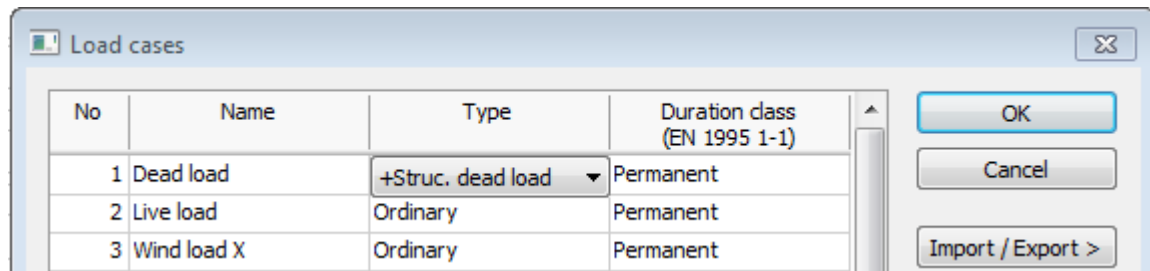 Load cases
No Name Type Duration class
(EN 1995 1-1)
OK
1 Dead load +Struc. dead load Permanent
Cancel
2 Live load Ordinary Permanent
3 Wind load X Ordinary Permanent
Import / Export >